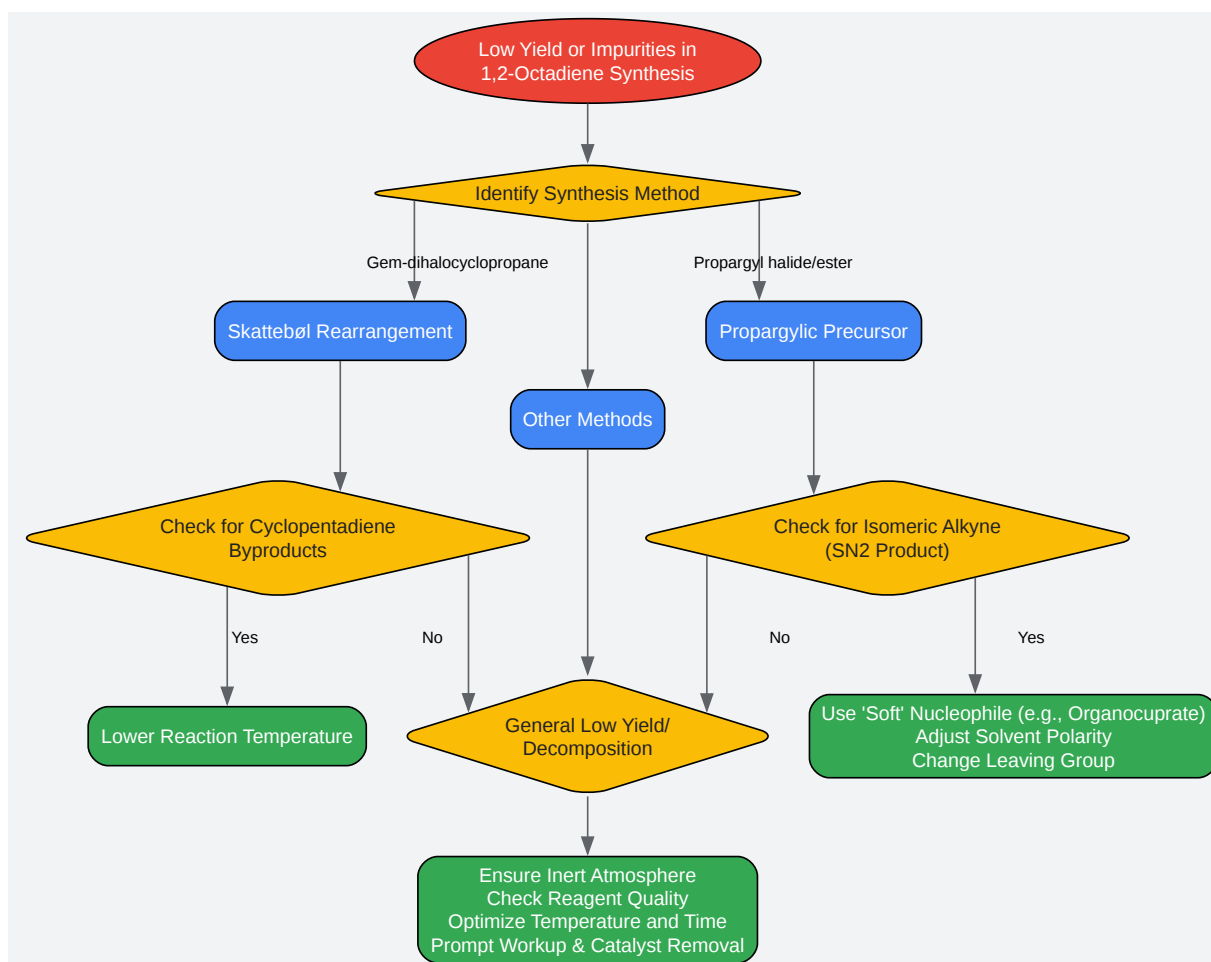 Low Yield or Impurities in
1,2-Octadiene Synthesis
Identify Synthesis Method
Gem-dihalocyclopropane
Propargyl halide/ester
Skattebøl Rearrangement
Propargylic Precursor
Other Methods
Check for Cyclopentadiene
Byproducts
Check for Isomeric Alkyne
(SN2 Product)
Yes
No
No
Yes
Lower Reaction Temperature
General Low Yield/
Decomposition
Use 'Soft' Nucleophile (e.g., Organocuprate)
Adjust Solvent Polarity
Change Leaving Group
Ensure Inert Atmosphere
Check Reagent Quality
Optimize Temperature and Time
Prompt Workup & Catalyst Removal